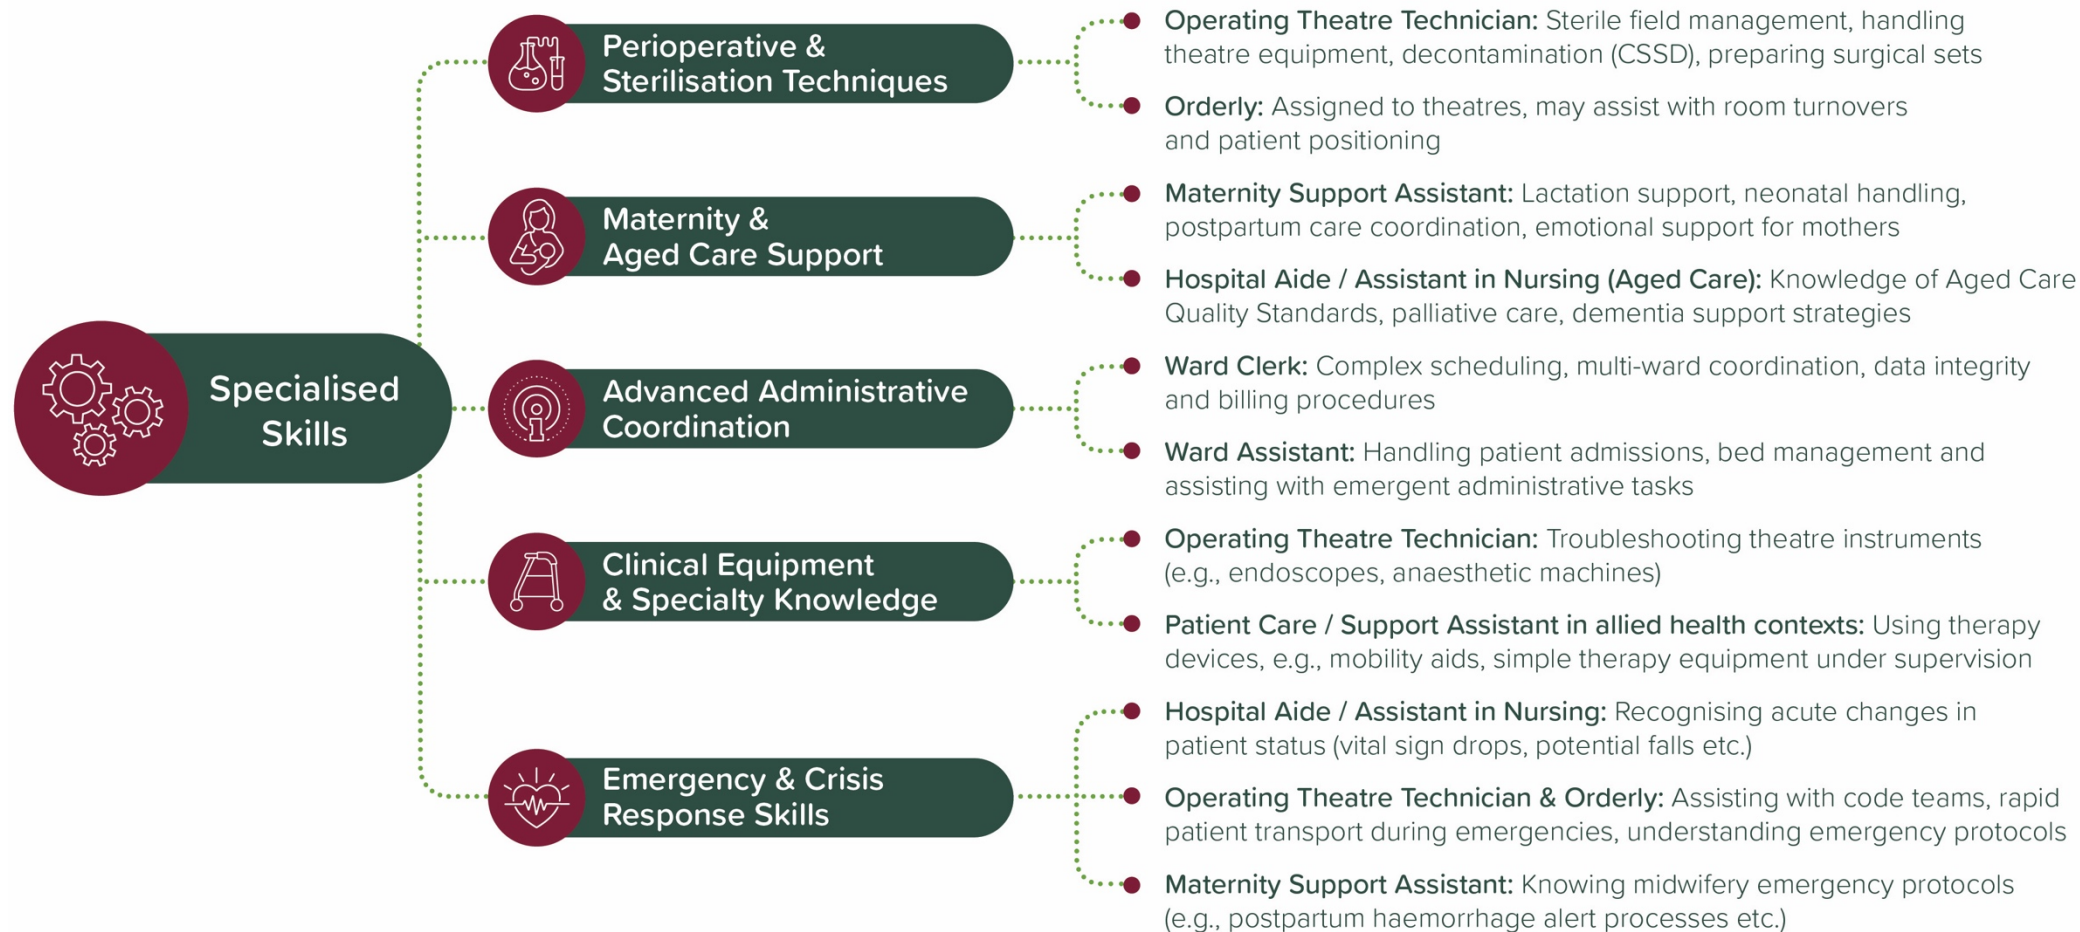 Specialised
Skills
Perioperative &
Sterilisation Techniques
Operating Theatre Technician: Sterile field management, handling
theatre equipment, decontamination (CSSD), preparing surgical sets
Orderly: Assigned to theatres, may assist with room turnovers
and patient positioning
Maternity &
Aged Care Support
Maternity Support Assistant: Lactation support, neonatal handling,
postpartum care coordination, emotional support for mothers
Hospital Aide / Assistant in Nursing (Aged Care): Knowledge of Aged Care
Quality Standards, palliative care, dementia support strategies
Advanced Administrative
Coordination
Ward Clerk: Complex scheduling, multi-ward coordination, data integrity
and billing procedures
Ward Assistant: Handling patient admissions, bed management and
assisting with emergent administrative tasks
Clinical Equipment
& Specialty Knowledge
Operating Theatre Technician: Troubleshooting theatre instruments
(e.g., endoscopes, anaesthetic machines)
Patient Care / Support Assistant in allied health contexts: Using therapy
devices, e.g., mobility aids, simple therapy equipment under supervision
Emergency & Crisis
Response Skills
Hospital Aide / Assistant in Nursing: Recognising acute changes in
patient status (vital sign drops, potential falls etc.)
Operating Theatre Technician & Orderly: Assisting with code teams, rapid
patient transport during emergencies, understanding emergency protocols
Maternity Support Assistant: Knowing midwifery emergency protocols
(e.g., postpartum haemorrhage alert processes etc.)